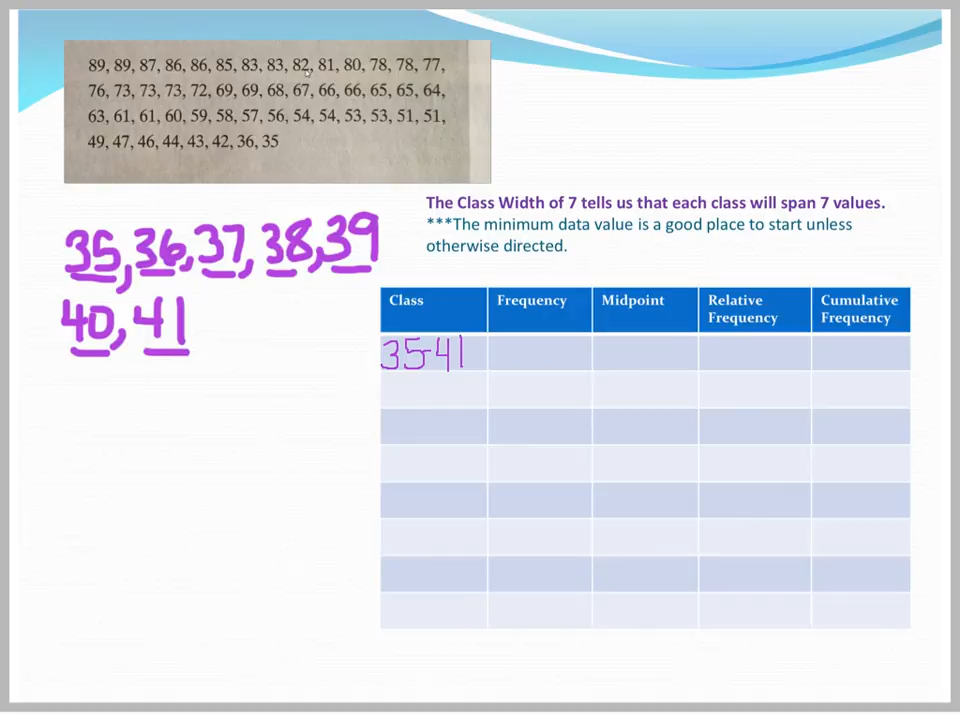 89, 89, 87, 86, 86, 85, 83, 83, 82, 81, 80, 78, 78, 77,
76, 73, 73, 73, 72, 69, 69, 68, 67, 66, 66, 65, 65, 64,
63, 61, 61, 60, 59, 58, 57, 56, 54, 54, 53, 53, 51, 51,
49, 47, 46, 44, 43, 42, 36, 35
The Class Width of 7 tells us that each class will span 7 values.
***The minimum data value is a good place to start unless
otherwise directed.
35, 36, 37, 38, 39
40, 41
Class Frequency Midpoint Relative Frequency Cumulative Frequency
35-41